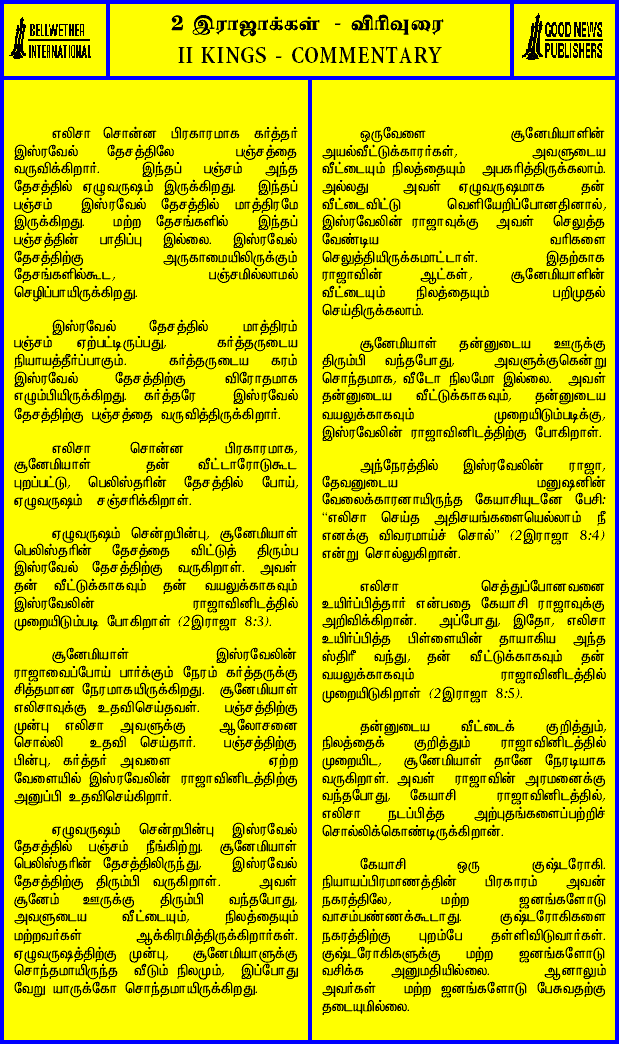 BELLWETHER
INTERNATIONAL
2 இராஜாக்கள் - விரிவுரை
II KINGS - COMMENTARY
GOOD NEWS
PUBLISHERS
எலிசா சொன்ன பிரகாரமாக கர்த்தர்
இஸ்ரவேல் தேசத்திலே பஞ்சத்தை
வருவிக்கிறார். இந்தப் பஞ்சம் அந்த
தேசத்தில் ஏழுவருஷம் இருக்கிறது. இந்தப்
பஞ்சம் இஸ்ரவேல் தேசத்தில் மாத்திரமே
இருக்கிறது. மற்ற தேசங்களில் இந்தப்
பஞ்சத்தின் பாதிப்பு இல்லை. இஸ்ரவேல்
தேசத்திற்கு அருகாமையிலிருக்கும்
தேசங்களில்கூட, பஞ்சமில்லாமல்
செழிப்பாயிருக்கிறது.
இஸ்ரவேல் தேசத்தில் மாத்திரம்
பஞ்சம் ஏற்பட்டிருப்பது, கர்த்தருடைய
நியாயத்தீர்ப்பாகும். கர்த்தருடைய கரம்
இஸ்ரவேல் தேசத்திற்கு விரோதமாக
எழும்பியிருக்கிறது. கர்த்தரே இஸ்ரவேல்
தேசத்திற்கு பஞ்சத்தை வருவித்திருக்கிறார்.
எலிசா சொன்ன பிரகாரமாக,
சூனேமியாள் தன் வீட்டாரோடுகூட
புறப்பட்டு, பெலிஸ்தரின் தேசத்தில் போய்,
ஏழுவருஷம் சஞ்சரிக்கிறாள்.
ஏழுவருஷம் சென்றபின்பு, சூனேமியாள்
பெலிஸ்தரின் தேசத்தை விட்டுத் திரும்ப
இஸ்ரவேல் தேசத்திற்கு வருகிறாள். அவள்
தன் வீட்டுக்காகவும் தன் வயலுக்காகவும்
இஸ்ரவேலின் ராஜாவினிடத்தில்
முறையிடும்படி போகிறாள் (2இராஜா 8:3).
சூனேமியாள் இஸ்ரவேலின்
ராஜாவைப்போய் பார்க்கும் நேரம் கர்த்தருக்கு
சித்தமான நேரமாகயிருக்கிறது. சூனேமியாள்
எலிசாவுக்கு உதவிசெய்தவள். பஞ்சத்திற்கு
முன்பு எலிசா அவளுக்கு ஆலோசனை
சொல்லி உதவி செய்தார். பஞ்சத்திற்கு
பின்பு, கர்த்தர் அவளை ஏற்ற
வேளையில் இஸ்ரவேலின் ராஜாவினிடத்திற்கு
அனுப்பி உதவிசெய்கிறார்.
ஏழுவருஷம் சென்றபின்பு இஸ்ரவேல்
தேசத்தில் பஞ்சம் நீங்கிற்று. சூனேமியாள்
பெலிஸ்தரின் தேசத்திலிருந்து, இஸ்ரவேல்
தேசத்திற்கு திரும்பி வருகிறாள். அவள்
சூனேம் ஊருக்கு திரும்பி வந்தபோது,
அவளுடைய வீட்டையும், நிலத்தையும்
மற்றவர்கள் ஆக்கிரமித்திருக்கிறார்கள்.
ஏழுவருஷத்திற்கு முன்பு, சூனேமியாளுக்கு
சொந்தமாயிருந்த வீடும் நிலமும், இப்போது
வேறு யாருக்கோ சொந்தமாயிருக்கிறது.
ஒருவேளை சூனேமியாளின்
அயல்வீட்டுக்காரர்கள், அவளுடைய
வீட்டையும் நிலத்தையும் அபகரித்திருக்கலாம்.
அல்லது அவள் ஏழுவருஷமாக தன்
வீட்டைவிட்டு வெளியேறிப்போனதினால்,
இஸ்ரவேலின் ராஜாவுக்கு அவள் செலுத்த
வேண்டிய வரிகளை
செலுத்தியிருக்கமாட்டாள். இதற்காக
ராஜாவின் ஆட்கள், சூனேமியாளின்
வீட்டையும் நிலத்தையும் பறிமுதல்
செய்திருக்கலாம்.
சூனேமியாள் தன்னுடைய ஊருக்கு
திரும்பி வந்தபோது, அவளுக்குகென்று
சொந்தமாக, வீடோ நிலமோ இல்லை. அவள்
தன்னுடைய வீட்டுக்காகவும், தன்னுடைய
வயலுக்காகவும் முறையிடும்படிக்கு,
இஸ்ரவேலின் ராஜாவினிடத்திற்கு போகிறாள்.
அந்நேரத்தில் இஸ்ரவேலின் ராஜா,
தேவனுடைய மனுஷனின்
வேலைக்காரனாயிருந்த கேயாசியுடனே பேசி:
"எலிசா செய்த அதிசயங்களையெல்லாம் நீ
எனக்கு விவரமாய்ச் சொல்" (2இராஜா 8:4)
என்று சொல்லுகிறான்.
எலிசா செத்துப்போனவனை
உயிர்ப்பித்தார் என்பதை கேயாசி ராஜாவுக்கு
அறிவிக்கிறான். அப்போது, இதோ, எலிசா
உயிர்ப்பித்த பிள்ளையின் தாயாகிய அந்த
ஸ்திரீ வந்து, தன் வீட்டுக்காகவும் தன்
வயலுக்காகவும் ராஜாவினிடத்தில்
முறையிடுகிறாள் (2இராஜா 8:5).
தன்னுடைய வீட்டைக் குறித்தும்,
நிலத்தைக் குறித்தும் ராஜாவினிடத்தில்
முறையிட, சூனேமியாள் தானே நேரடியாக
வருகிறாள். அவள் ராஜாவின் அரமனைக்கு
வந்தபோது, கேயாசி ராஜாவினிடத்தில்,
எலிசா நடப்பித்த அற்புதங்களைப்பற்றிச்
சொல்லிக்கொண்டிருக்கிறான்.
கேயாசி ஒரு குஷ்டரோகி.
நியாயப்பிரமாணத்தின் பிரகாரம் அவன்
நகரத்திலே, மற்ற ஜனங்களோடு
வாசம்பண்ணக்கூடாது. குஷ்டரோகிகளை
நகரத்திற்கு புறம்பே தள்ளிவிடுவார்கள்.
குஷ்டரோகிகளுக்கு மற்ற ஜனங்களோடு
வசிக்க அனுமதியில்லை. ஆனாலும்
அவர்கள் மற்ற ஜனங்களோடு பேசுவதற்கு
தடையுமில்லை.